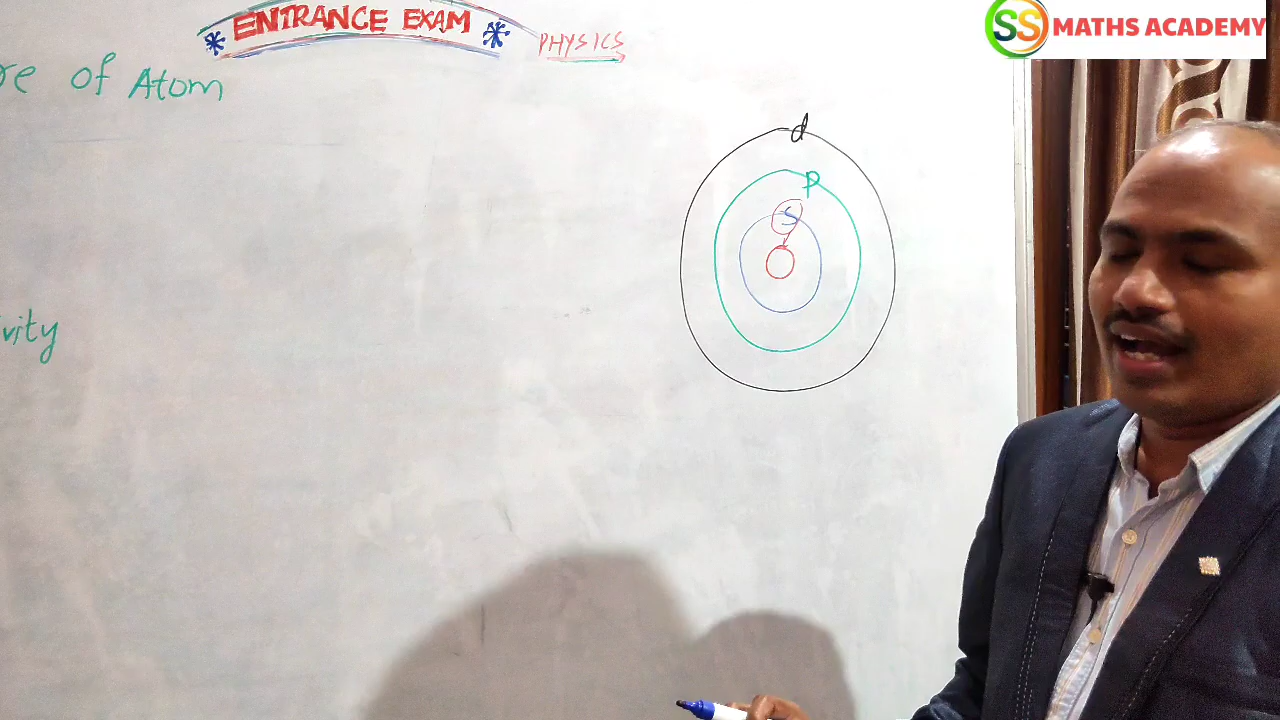 ENTRANCE EXAM
PHYSICS
SS MATHS ACADEMY
re of Atom
d
p
S
vity